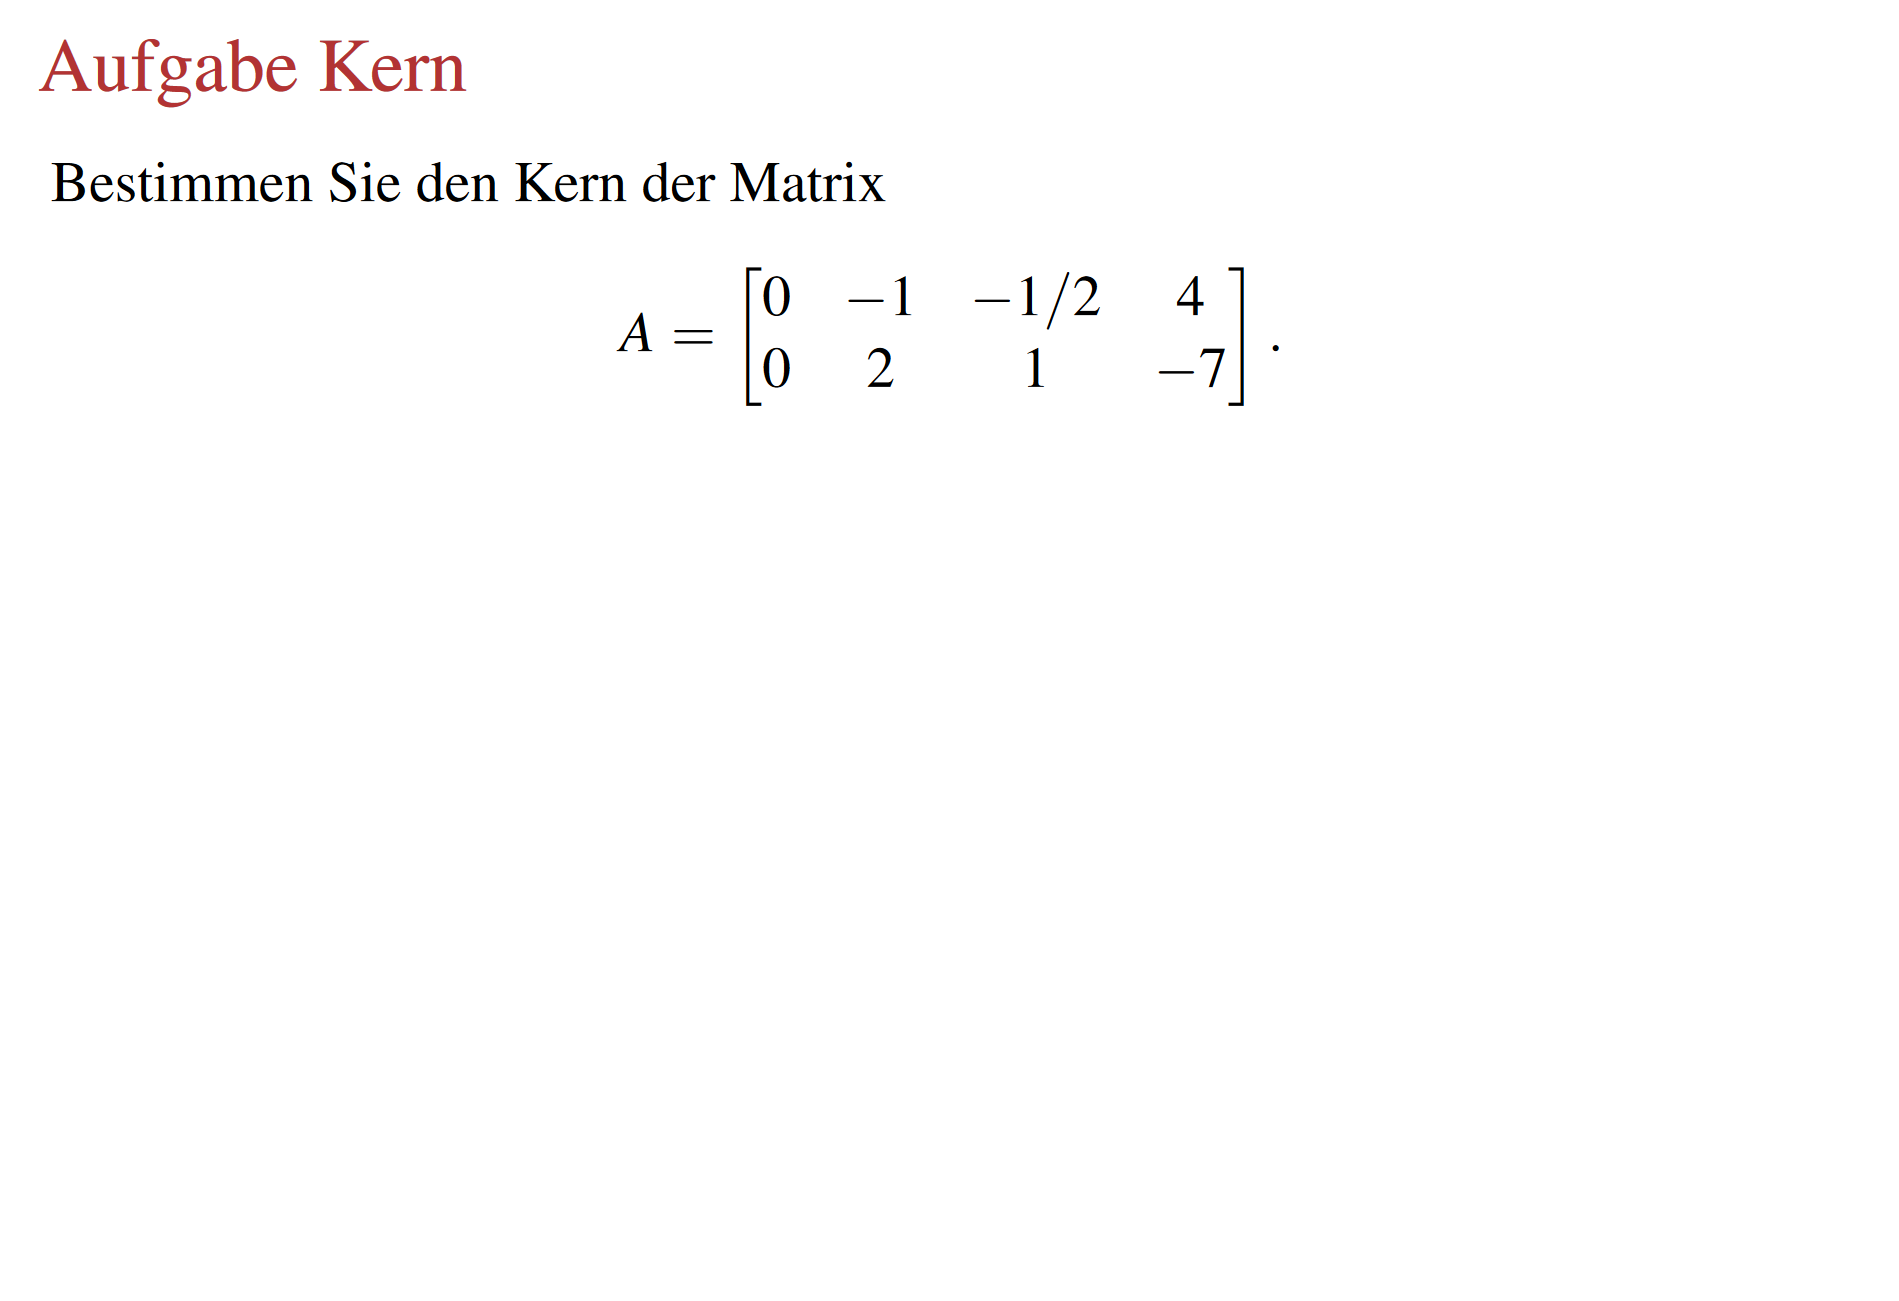 Aufgabe Kern
Bestimmen Sie den Kern der Matrix
A = [0 −1 −1/2 4
0 2 1 −7] .